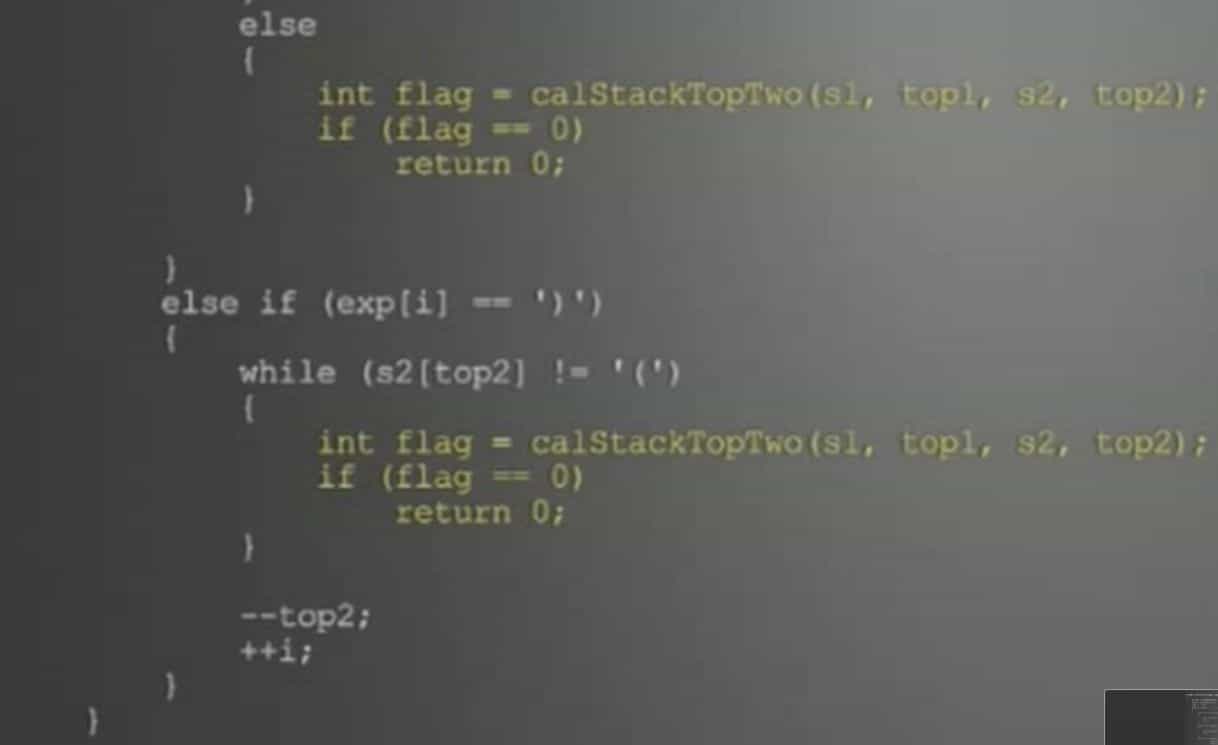 else
{
int flag = calStackTopTwo(s1, top1, s2, top2);
if (flag == 0)
return 0;
}
}
else if (exp[i] == ')')
{
while (s2[top2] != '(')
{
int flag = calStackTopTwo(s1, top1, s2, top2);
if (flag == 0)
return 0;
}
--top2;
++i;
}
}